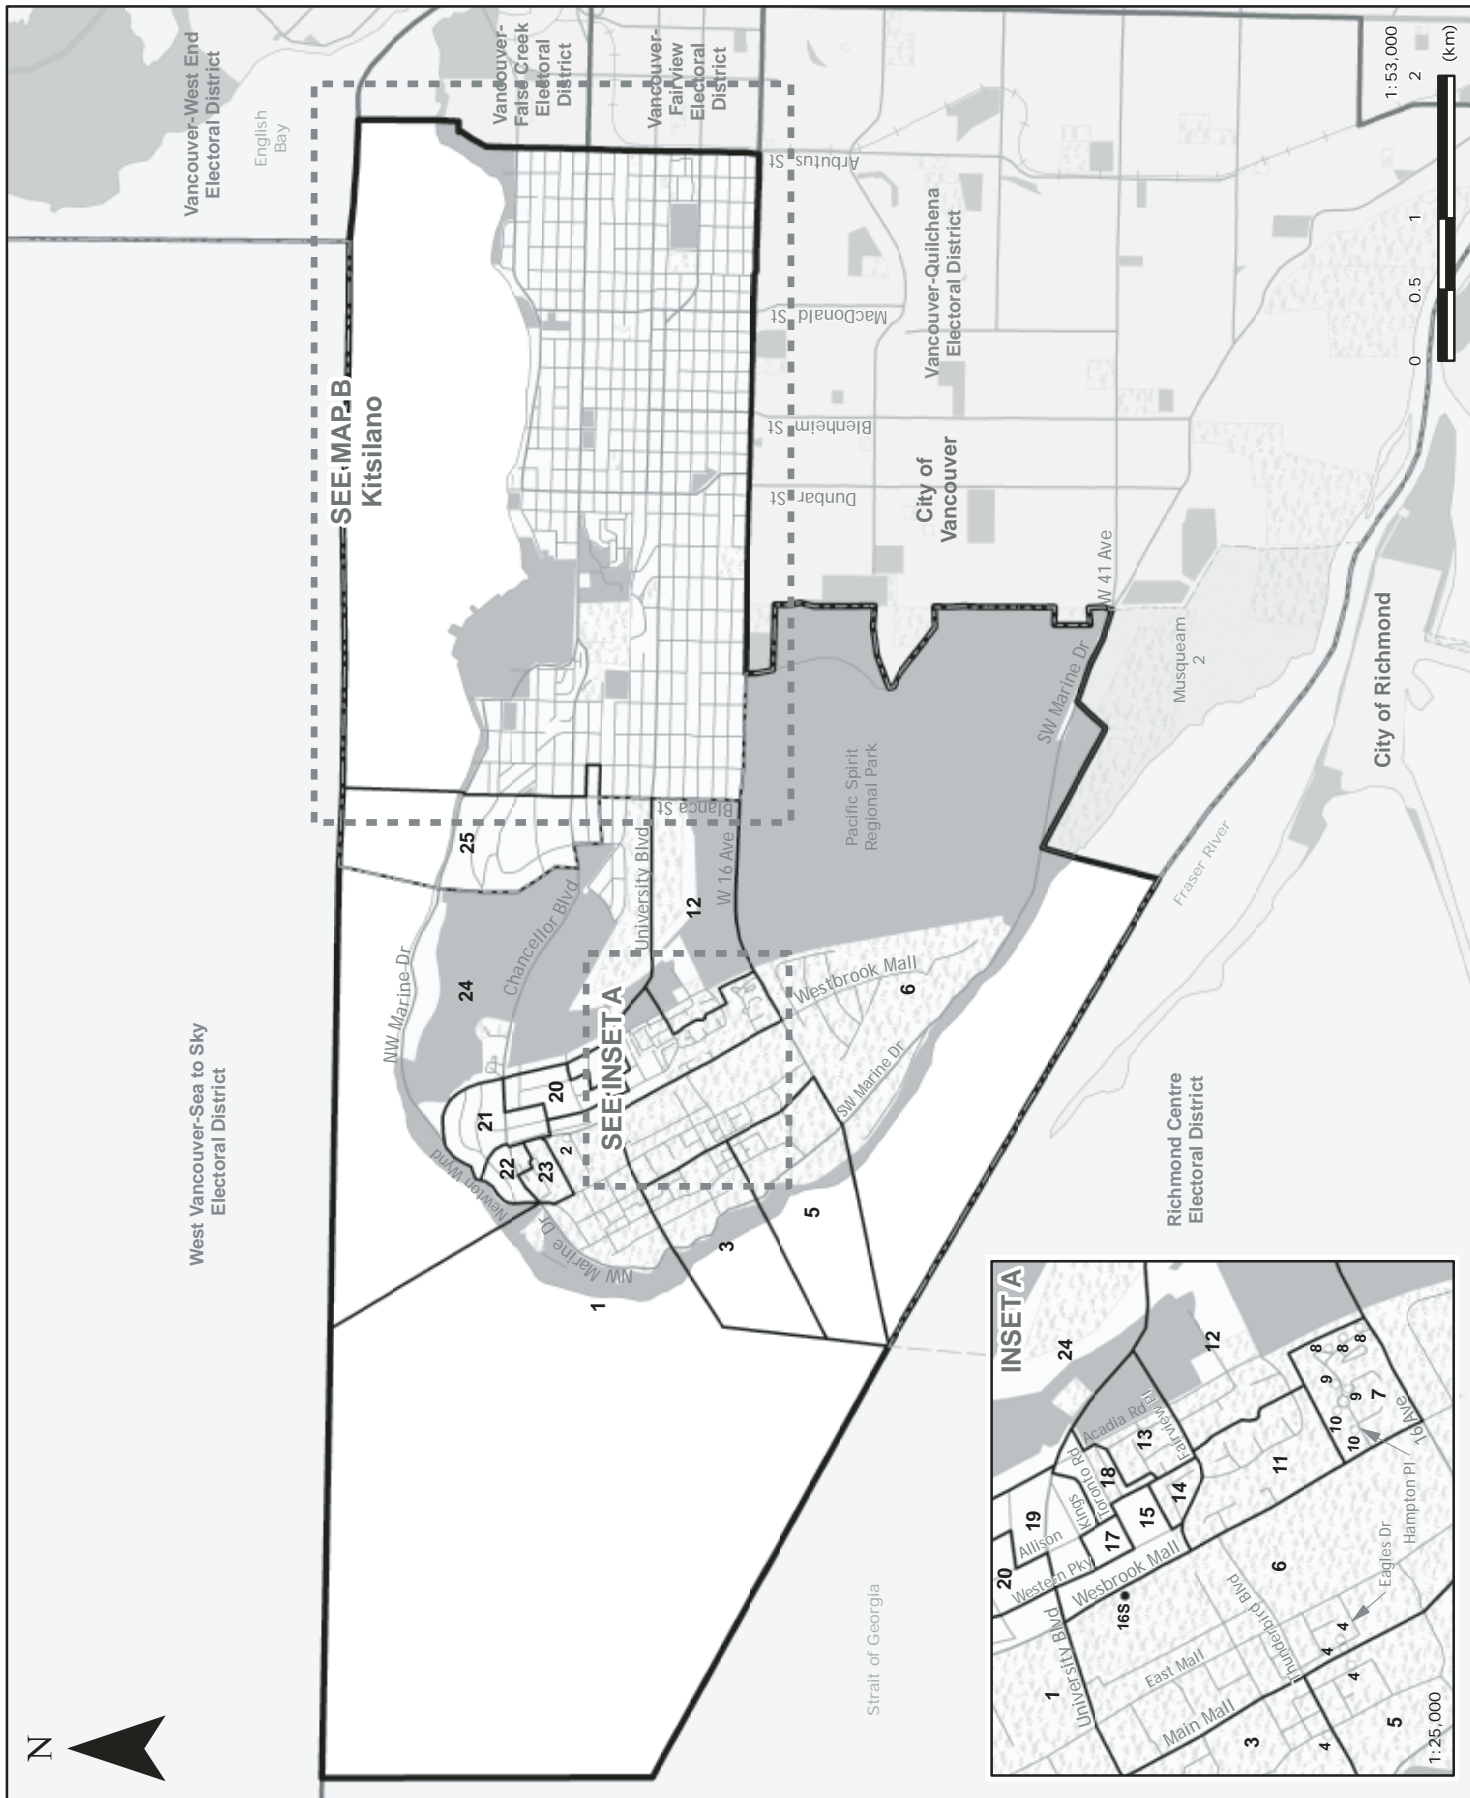 N
West Vancouver-Sea to Sky
Electoral District
Vancouver-West End
Electoral District
English
Bay
SEE MAP B
Kitsilano
Vancouver-
False Creek
Electoral
District
Vancouver-
Fairview
Electoral
District
NW Marine Dr
25
24
Chancellor Blvd
University Blvd
Blanca St
12
W 16 Ave
21
20
22
23
2
Newton Wynd
NW Marine Dr
SEE INSET A
1
3
5
6
Westbrook Mall
SW Marine Dr
Pacific Spirit
Regional Park
Arbutus St
MacDonald St
Blenheim St
Dunbar St
Vancouver-Quilchena
Electoral District
City of
Vancouver
W 41 Ave
SW Marine Dr
Musqueam
2
Fraser River
City of Richmond
Richmond Centre
Electoral District
Strait of Georgia
1:53,000
0
0.5
1
2
(km)
INSET A
24
12
20
19
Allison
Kings
Toronto Rd
Acadia Rd
Fairview Pl
13
18
17
15
14
Western Pky
Wesbrook Mall
16S
University Blvd
1
East Mall
Main Mall
Thunderbird Blvd
11
8
8
8
9
9
10
10
7
16 Ave
Hampton Pl
6
Eagles Dr
4
4
4
4
3
5
1:25,000